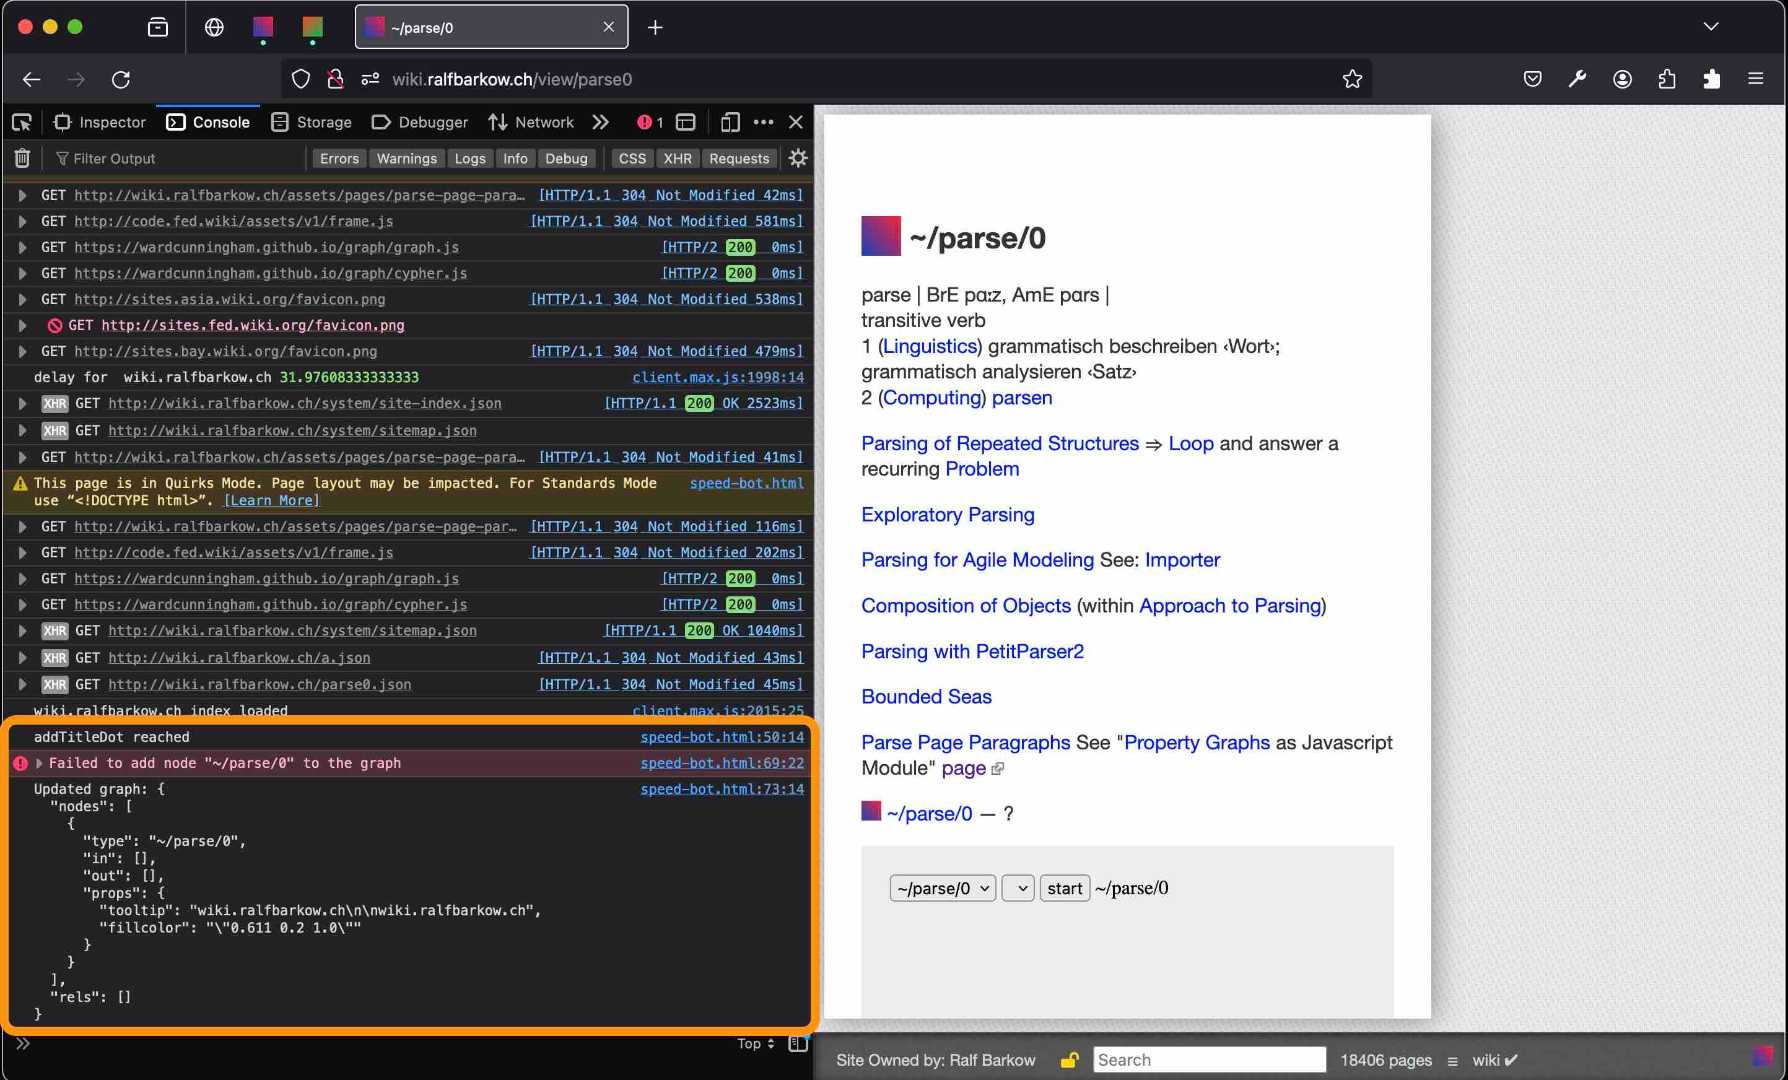 ~/parse/0
wiki.ralfbarkow.ch/view/parse0
Inspector Console Storage Debugger Network 1
Filter Output Errors Warnings Logs Info Debug CSS XHR Requests
GET http://wiki.ralfbarkow.ch/assets/pages/parse-page-para… [HTTP/1.1 304 Not Modified 42ms]
GET http://code.fed.wiki/assets/v1/frame.js [HTTP/1.1 304 Not Modified 581ms]
GET https://wardcunningham.github.io/graph/graph.js [HTTP/2 200 0ms]
GET https://wardcunningham.github.io/graph/cypher.js [HTTP/2 200 0ms]
GET http://sites.asia.wiki.org/favicon.png [HTTP/1.1 304 Not Modified 538ms]
GET http://sites.fed.wiki.org/favicon.png
GET http://sites.bay.wiki.org/favicon.png [HTTP/1.1 304 Not Modified 479ms]
delay for wiki.ralfbarkow.ch 31.97608333333333 client.max.js:1998:14
XHR GET http://wiki.ralfbarkow.ch/system/site-index.json [HTTP/1.1 200 OK 2523ms]
XHR GET http://wiki.ralfbarkow.ch/system/sitemap.json
GET http://wiki.ralfbarkow.ch/assets/pages/parse-page-para… [HTTP/1.1 304 Not Modified 41ms]
This page is in Quirks Mode. Page layout may be impacted. For Standards Mode speed-bot.html
use “<!DOCTYPE html>”. [Learn More]
GET http://wiki.ralfbarkow.ch/assets/pages/parse-page-par… [HTTP/1.1 304 Not Modified 116ms]
GET http://code.fed.wiki/assets/v1/frame.js [HTTP/1.1 304 Not Modified 202ms]
GET https://wardcunningham.github.io/graph/graph.js [HTTP/2 200 0ms]
GET https://wardcunningham.github.io/graph/cypher.js [HTTP/2 200 0ms]
XHR GET http://wiki.ralfbarkow.ch/system/sitemap.json [HTTP/1.1 200 OK 1040ms]
XHR GET http://wiki.ralfbarkow.ch/a.json [HTTP/1.1 304 Not Modified 43ms]
XHR GET http://wiki.ralfbarkow.ch/parse0.json [HTTP/1.1 304 Not Modified 45ms]
wiki.ralfbarkow.ch index loaded client.max.js:2015:25
addTitleDot reached speed-bot.html:50:14
Failed to add node "~/parse/0" to the graph speed-bot.html:69:22
Updated graph: { speed-bot.html:73:14
"nodes": [
{
"type": "~/parse/0",
"in": [],
"out": [],
"props": {
"tooltip": "wiki.ralfbarkow.ch\n\nwiki.ralfbarkow.ch",
"fillcolor": "\"0.611 0.2 1.0\""
}
}
],
"rels": []
}
Top
~/parse/0
parse | BrE pɑːz, AmE pɑrs |
transitive verb
1 (Linguistics) grammatisch beschreiben ‹Wort›;
grammatisch analysieren ‹Satz›
2 (Computing) parsen
Parsing of Repeated Structures ⇒ Loop and answer a
recurring Problem
Exploratory Parsing
Parsing for Agile Modeling See: Importer
Composition of Objects (within Approach to Parsing)
Parsing with PetitParser2
Bounded Seas
Parse Page Paragraphs See "Property Graphs as Javascript
Module" page
~/parse/0 — ?
~/parse/0 start ~/parse/0
Site Owned by: Ralf Barkow Search 18406 pages ≡ wiki ✔